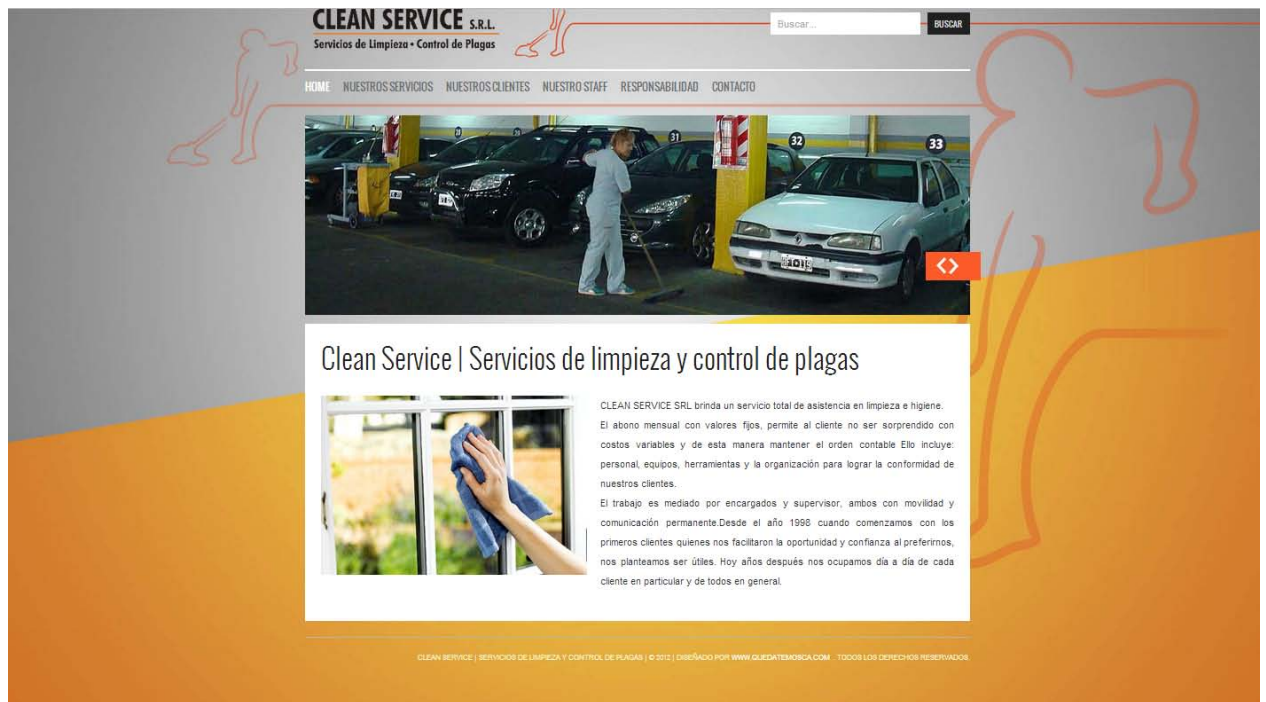 CLEAN SERVICE S.R.L.
Servicios de Limpieza • Control de Plagas
Buscar...
BUSCAR
HOME NUESTROS SERVICIOS NUESTROS CLIENTES NUESTRO STAFF RESPONSABILIDAD CONTACTO
31
32
33
Clean Service | Servicios de limpieza y control de plagas
CLEAN SERVICE SRL brinda un servicio total de asistencia en limpieza e higiene.
El abono mensual con valores fijos, permite al cliente no ser sorprendido con
costos variables y de esta manera mantener el orden contable Ello incluye:
personal, equipos, herramientas y la organización para lograr la conformidad de
nuestros clientes.
El trabajo es mediado por encargados y supervisor, ambos con movilidad y
comunicación permanente.Desde el año 1998 cuando comenzamos con los
primeros clientes quienes nos facilitaron la oportunidad y confianza al preferirnos,
nos planteamos ser útiles. Hoy años después nos ocupamos día a día de cada
cliente en particular y de todos en general.
CLEAN SERVICE | SERVICIOS DE LIMPIEZA Y CONTROL DE PLAGAS | © 2012 | DISEÑADO POR WWW.QUEDATEMOSCA.COM . TODOS LOS DERECHOS RESERVADOS.